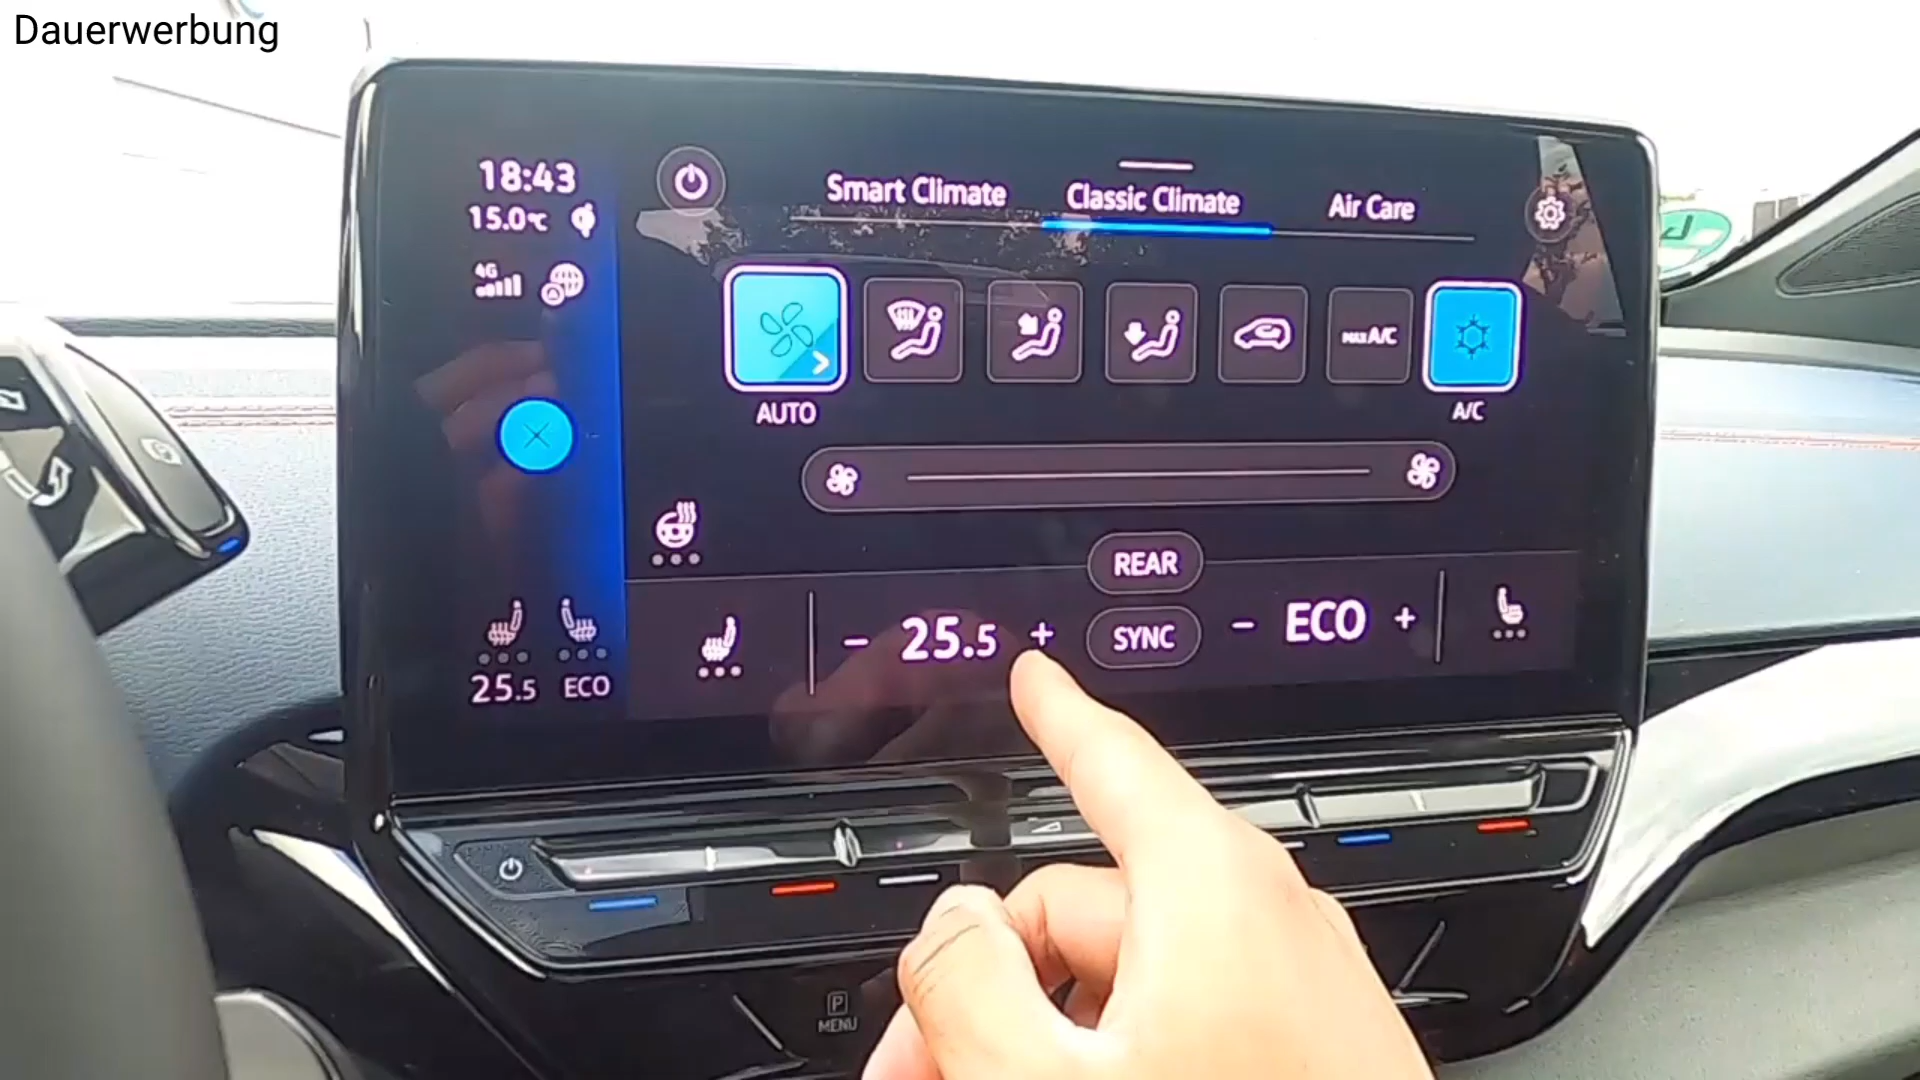 Dauerwerbung
18:43
15.0°C
4G
Smart Climate
Classic Climate
Air Care
MAX A/C
AUTO
A/C
REAR
- 25.5 +
SYNC
- ECO +
25.5
ECO
P
MENU